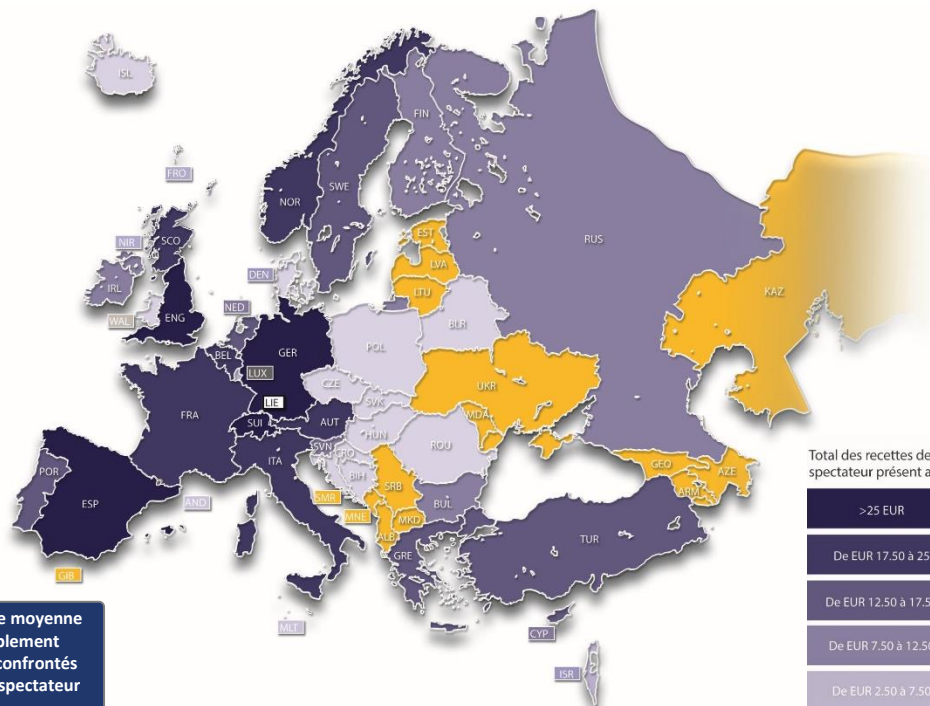 ISL
FIN
FRO
SWE
NOR
RUS
SCO
EST
NIR
LVA
DEN
KAZ
LTU
IRL
NED
WAL
ENG
BLR
GER
POL
BEL
LUX
UKR
CZE
LIE
SVK
MDA
FRA
SUI
AUT
HUN
ROU
SVN
CRO
ITA
BIH
GEO
AZE
POR
SRB
ARM
ESP
AND
SMR
BUL
MNE
MKD
ALB
TUR
GRE
GIB
MLT
CYP
ISR
Total des recettes de
spectateur présent a
>25 EUR
De EUR 17.50 à 25
De EUR 12.50 à 17.5
De EUR 7.50 à 12.50
De EUR 2.50 à 7.50
e moyenne
blement
confrontés
spectateur